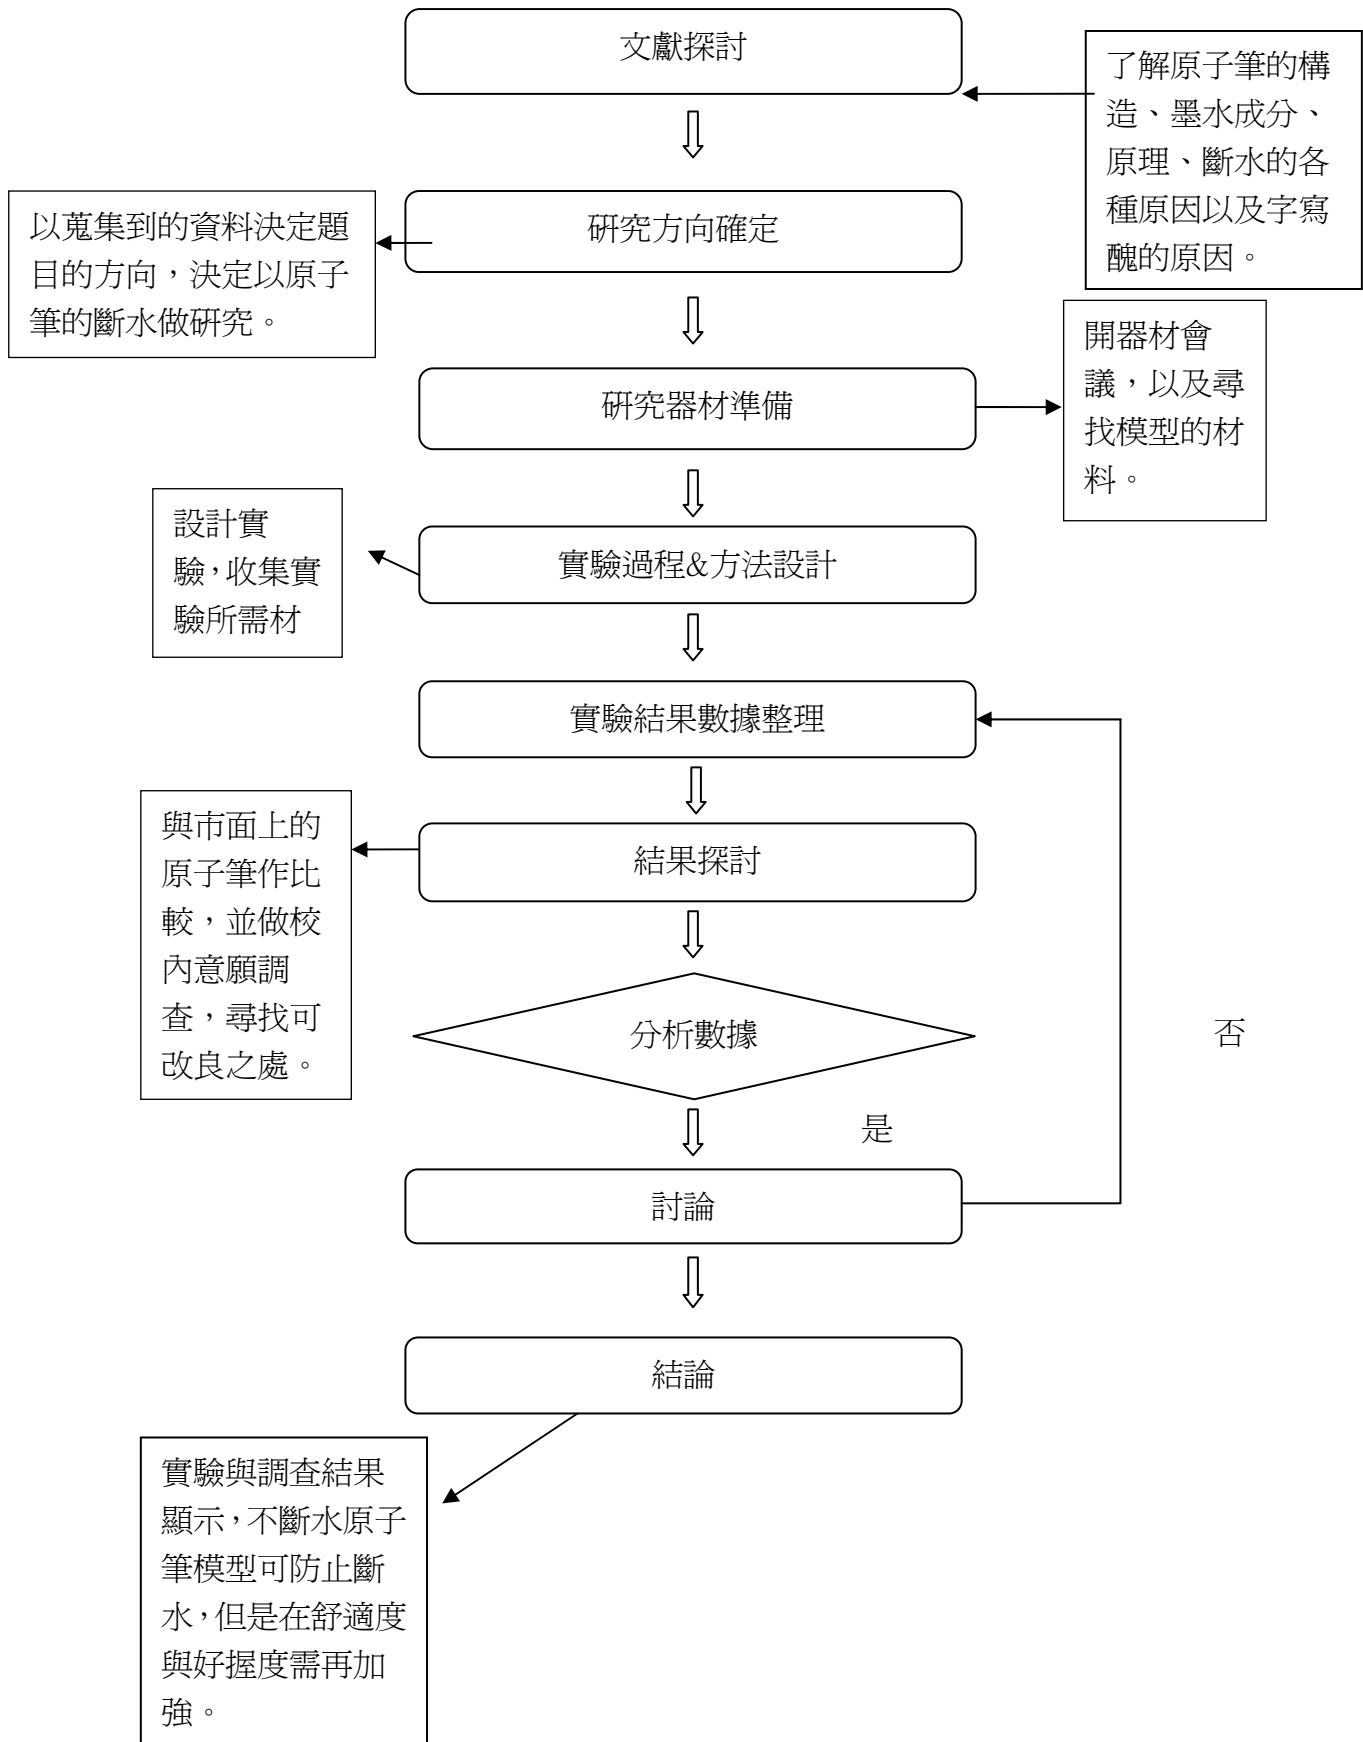 文獻探討
了解原子筆的構
造、墨水成分、
原理、斷水的各
種原因以及字寫
醜的原因。
以蒐集到的資料決定題
目的方向，決定以原子
筆的斷水做研究。
研究方向確定
開器材會
議，以及尋
找模型的材
料。
研究器材準備
設計實
驗，收集實
驗所需材
實驗過程&方法設計
實驗結果數據整理
與市面上的
原子筆作比
較，並做校
內意願調
查，尋找可
改良之處。
結果探討
分析數據
否
是
討論
結論
實驗與調查結果
顯示，不斷水原子
筆模型可防止斷
水，但是在舒適度
與好握度需再加
強。